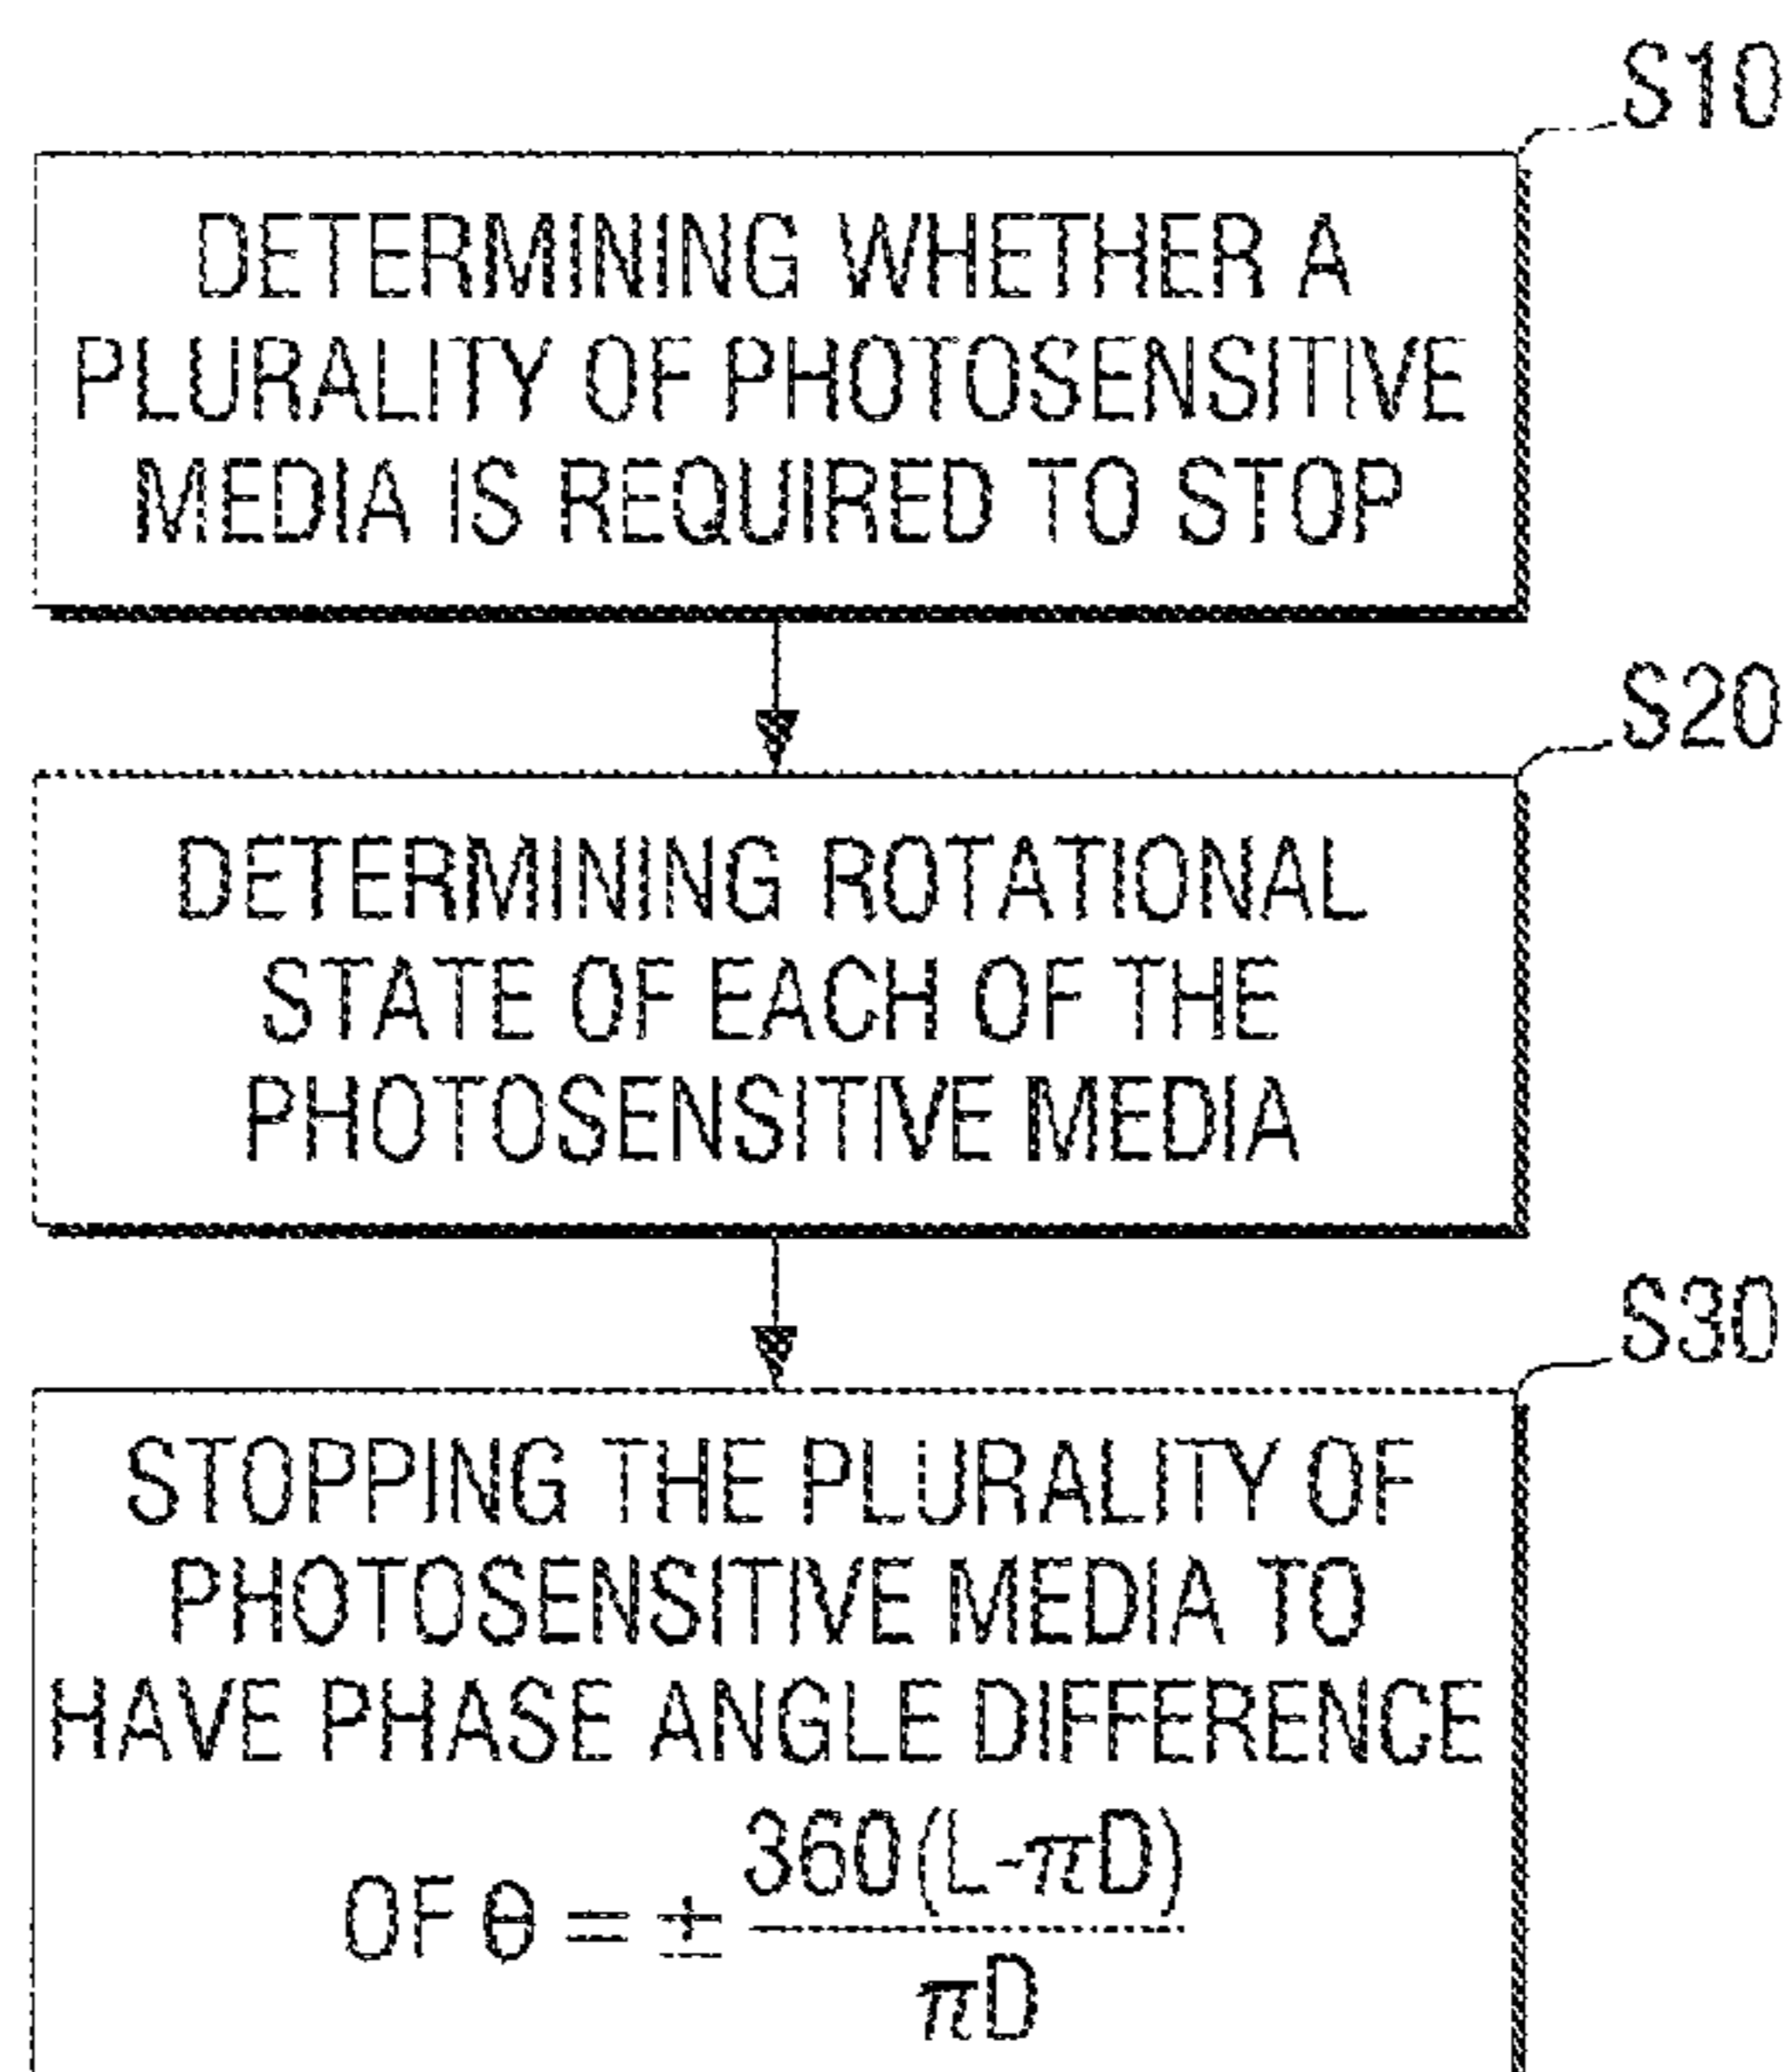 S10
DETERMINING WHETHER A
PLURALITY OF PHOTOSENSITIVE
MEDIA IS REQUIRED TO STOP
S20
DETERMINING ROTATIONAL
STATE OF EACH OF THE
PHOTOSENSITIVE MEDIA
S30
STOPPING THE PLURALITY OF
PHOTOSENSITIVE MEDIA TO
HAVE PHASE ANGLE DIFFERENCE
OF θ = ± 360(L-πD)
πD